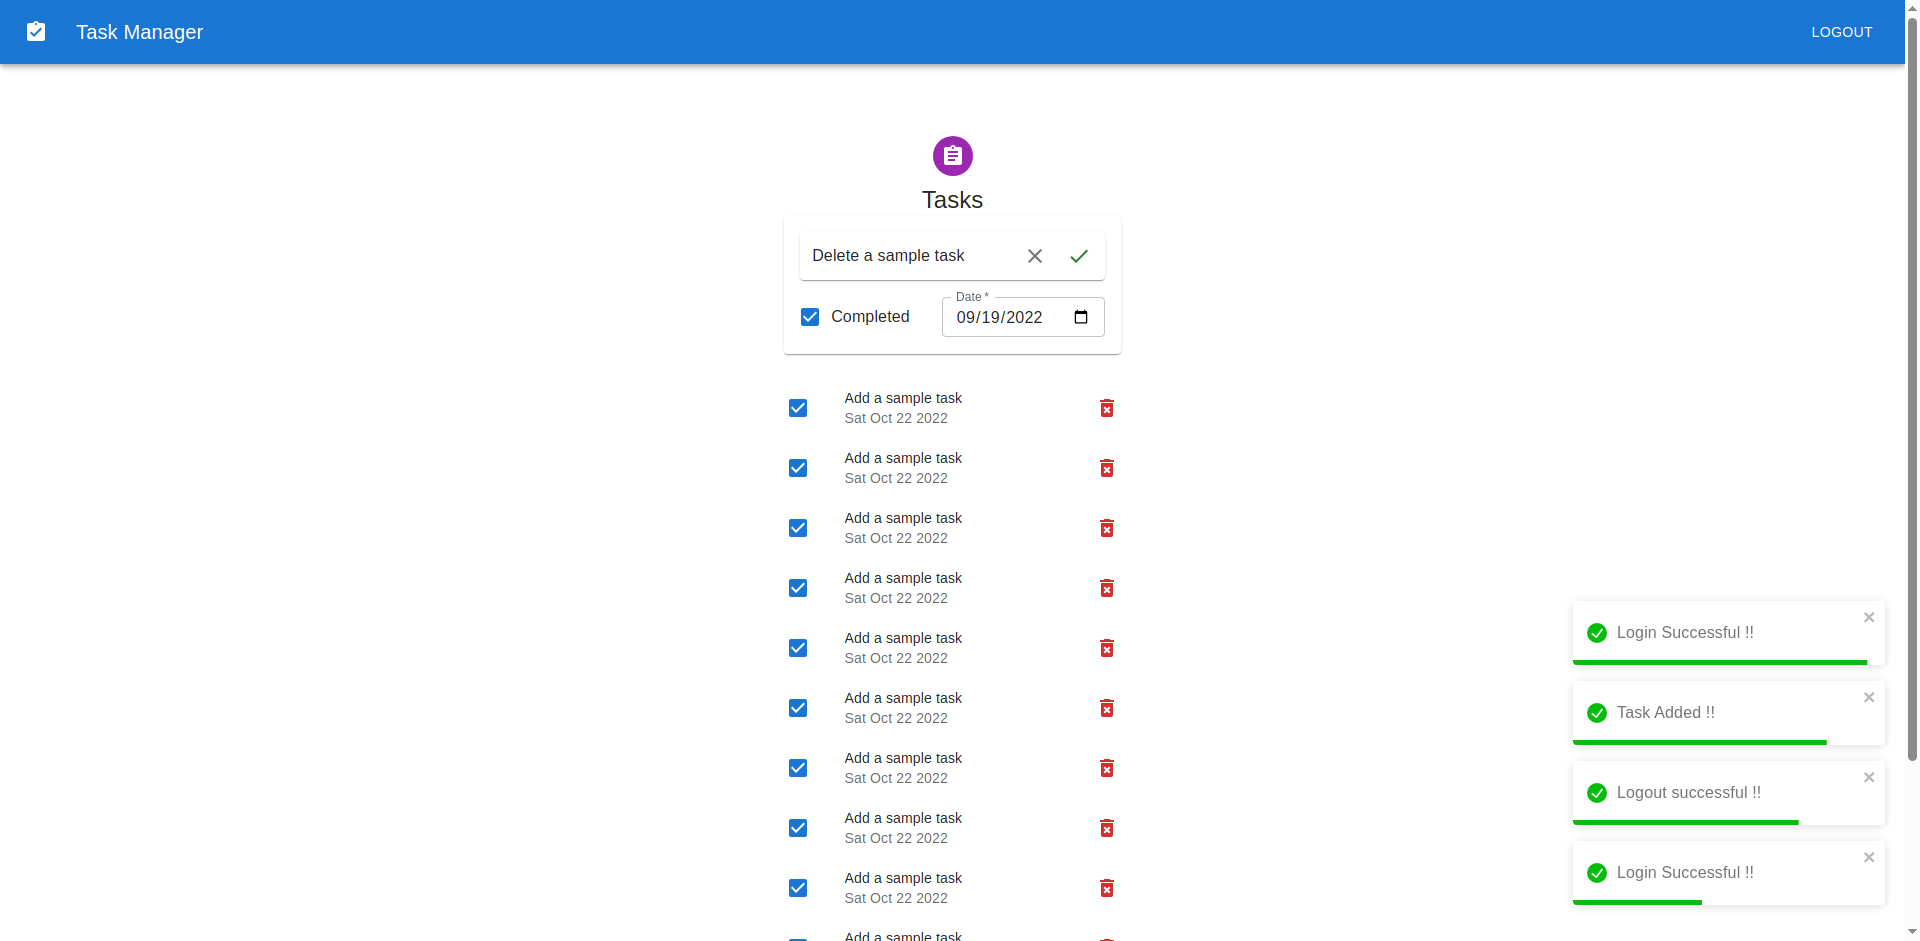 Task Manager
LOGOUT
Tasks
Delete a sample task
Date *
Completed
09/19/2022
Add a sample task
Sat Oct 22 2022
Add a sample task
Sat Oct 22 2022
Add a sample task
Sat Oct 22 2022
Add a sample task
Sat Oct 22 2022
Add a sample task
Sat Oct 22 2022
Add a sample task
Sat Oct 22 2022
Add a sample task
Sat Oct 22 2022
Add a sample task
Sat Oct 22 2022
Add a sample task
Sat Oct 22 2022
Add a sample task
Login Successful !!
Task Added !!
Logout successful !!
Login Successful !!